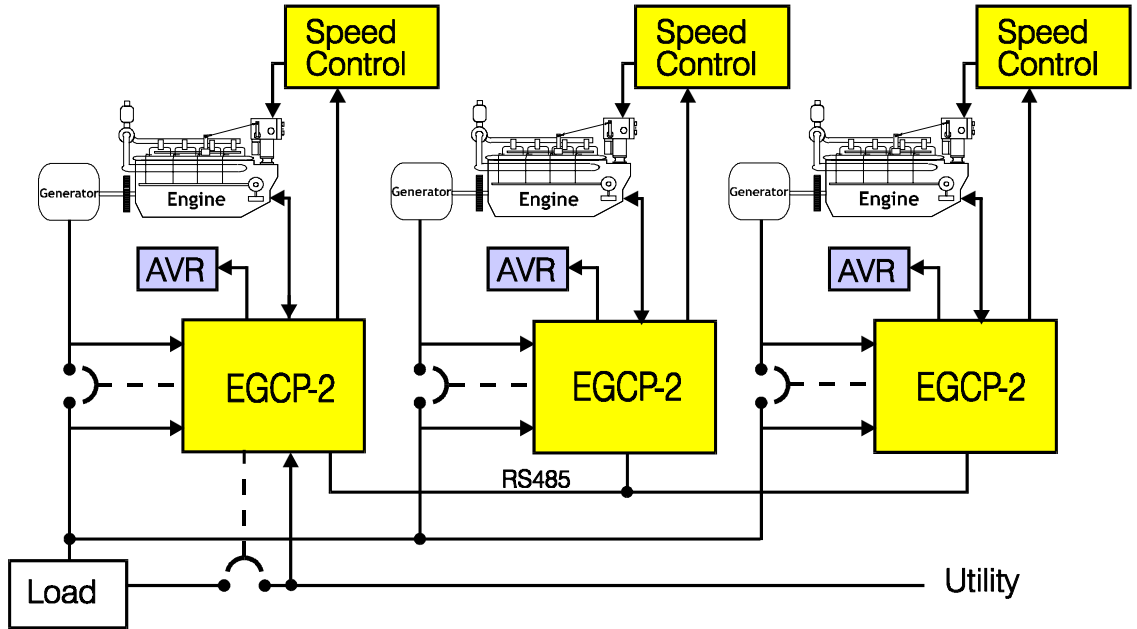 Speed
Control
Speed
Control
Speed
Control
Generator
Engine
Generator
Engine
Generator
Engine
AVR
AVR
AVR
EGCP-2
EGCP-2
EGCP-2
RS485
Load
Utility